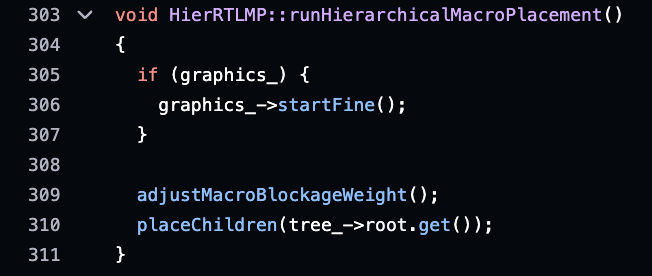 303 void HierRTLMP::runHierarchicalMacroPlacement()
304 {
305   if (graphics_) {
306     graphics_->startFine();
307   }
308
309   adjustMacroBlockageWeight();
310   placeChildren(tree_->root.get());
311 }